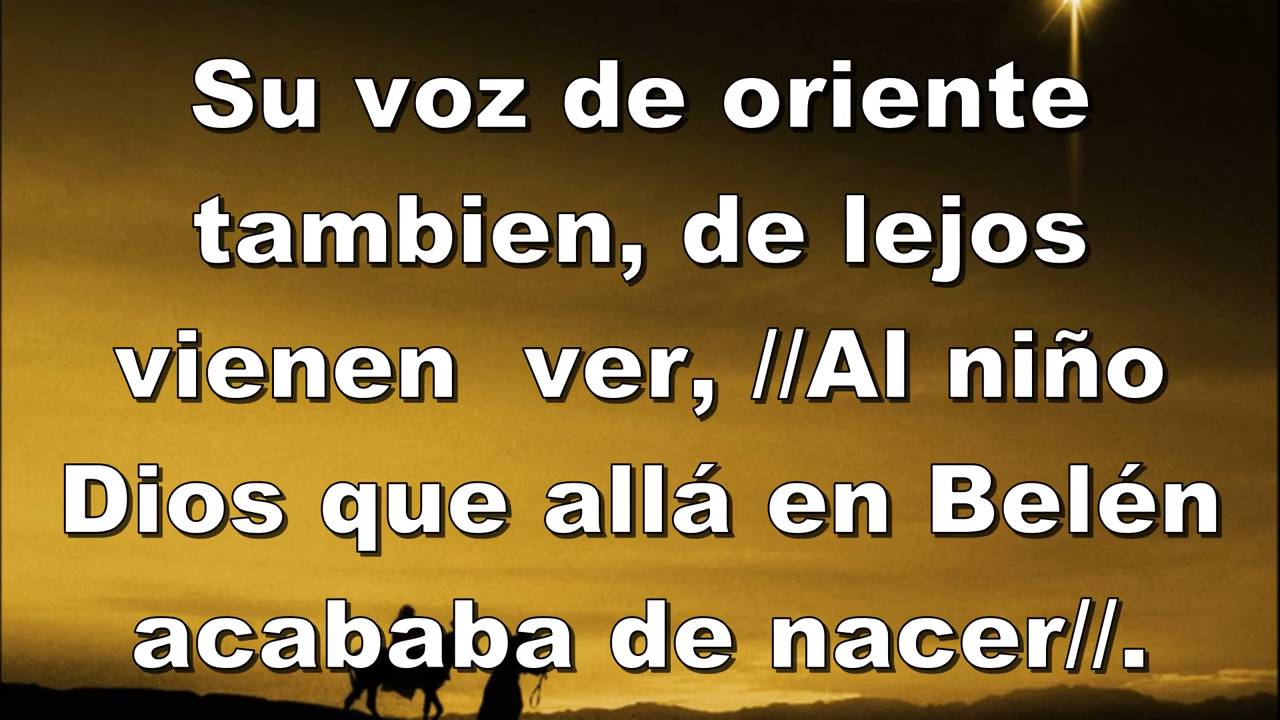 Su voz de oriente
tambien, de lejos
vienen  ver, //Al niño
Dios que allá en Belén
acababa de nacer//.